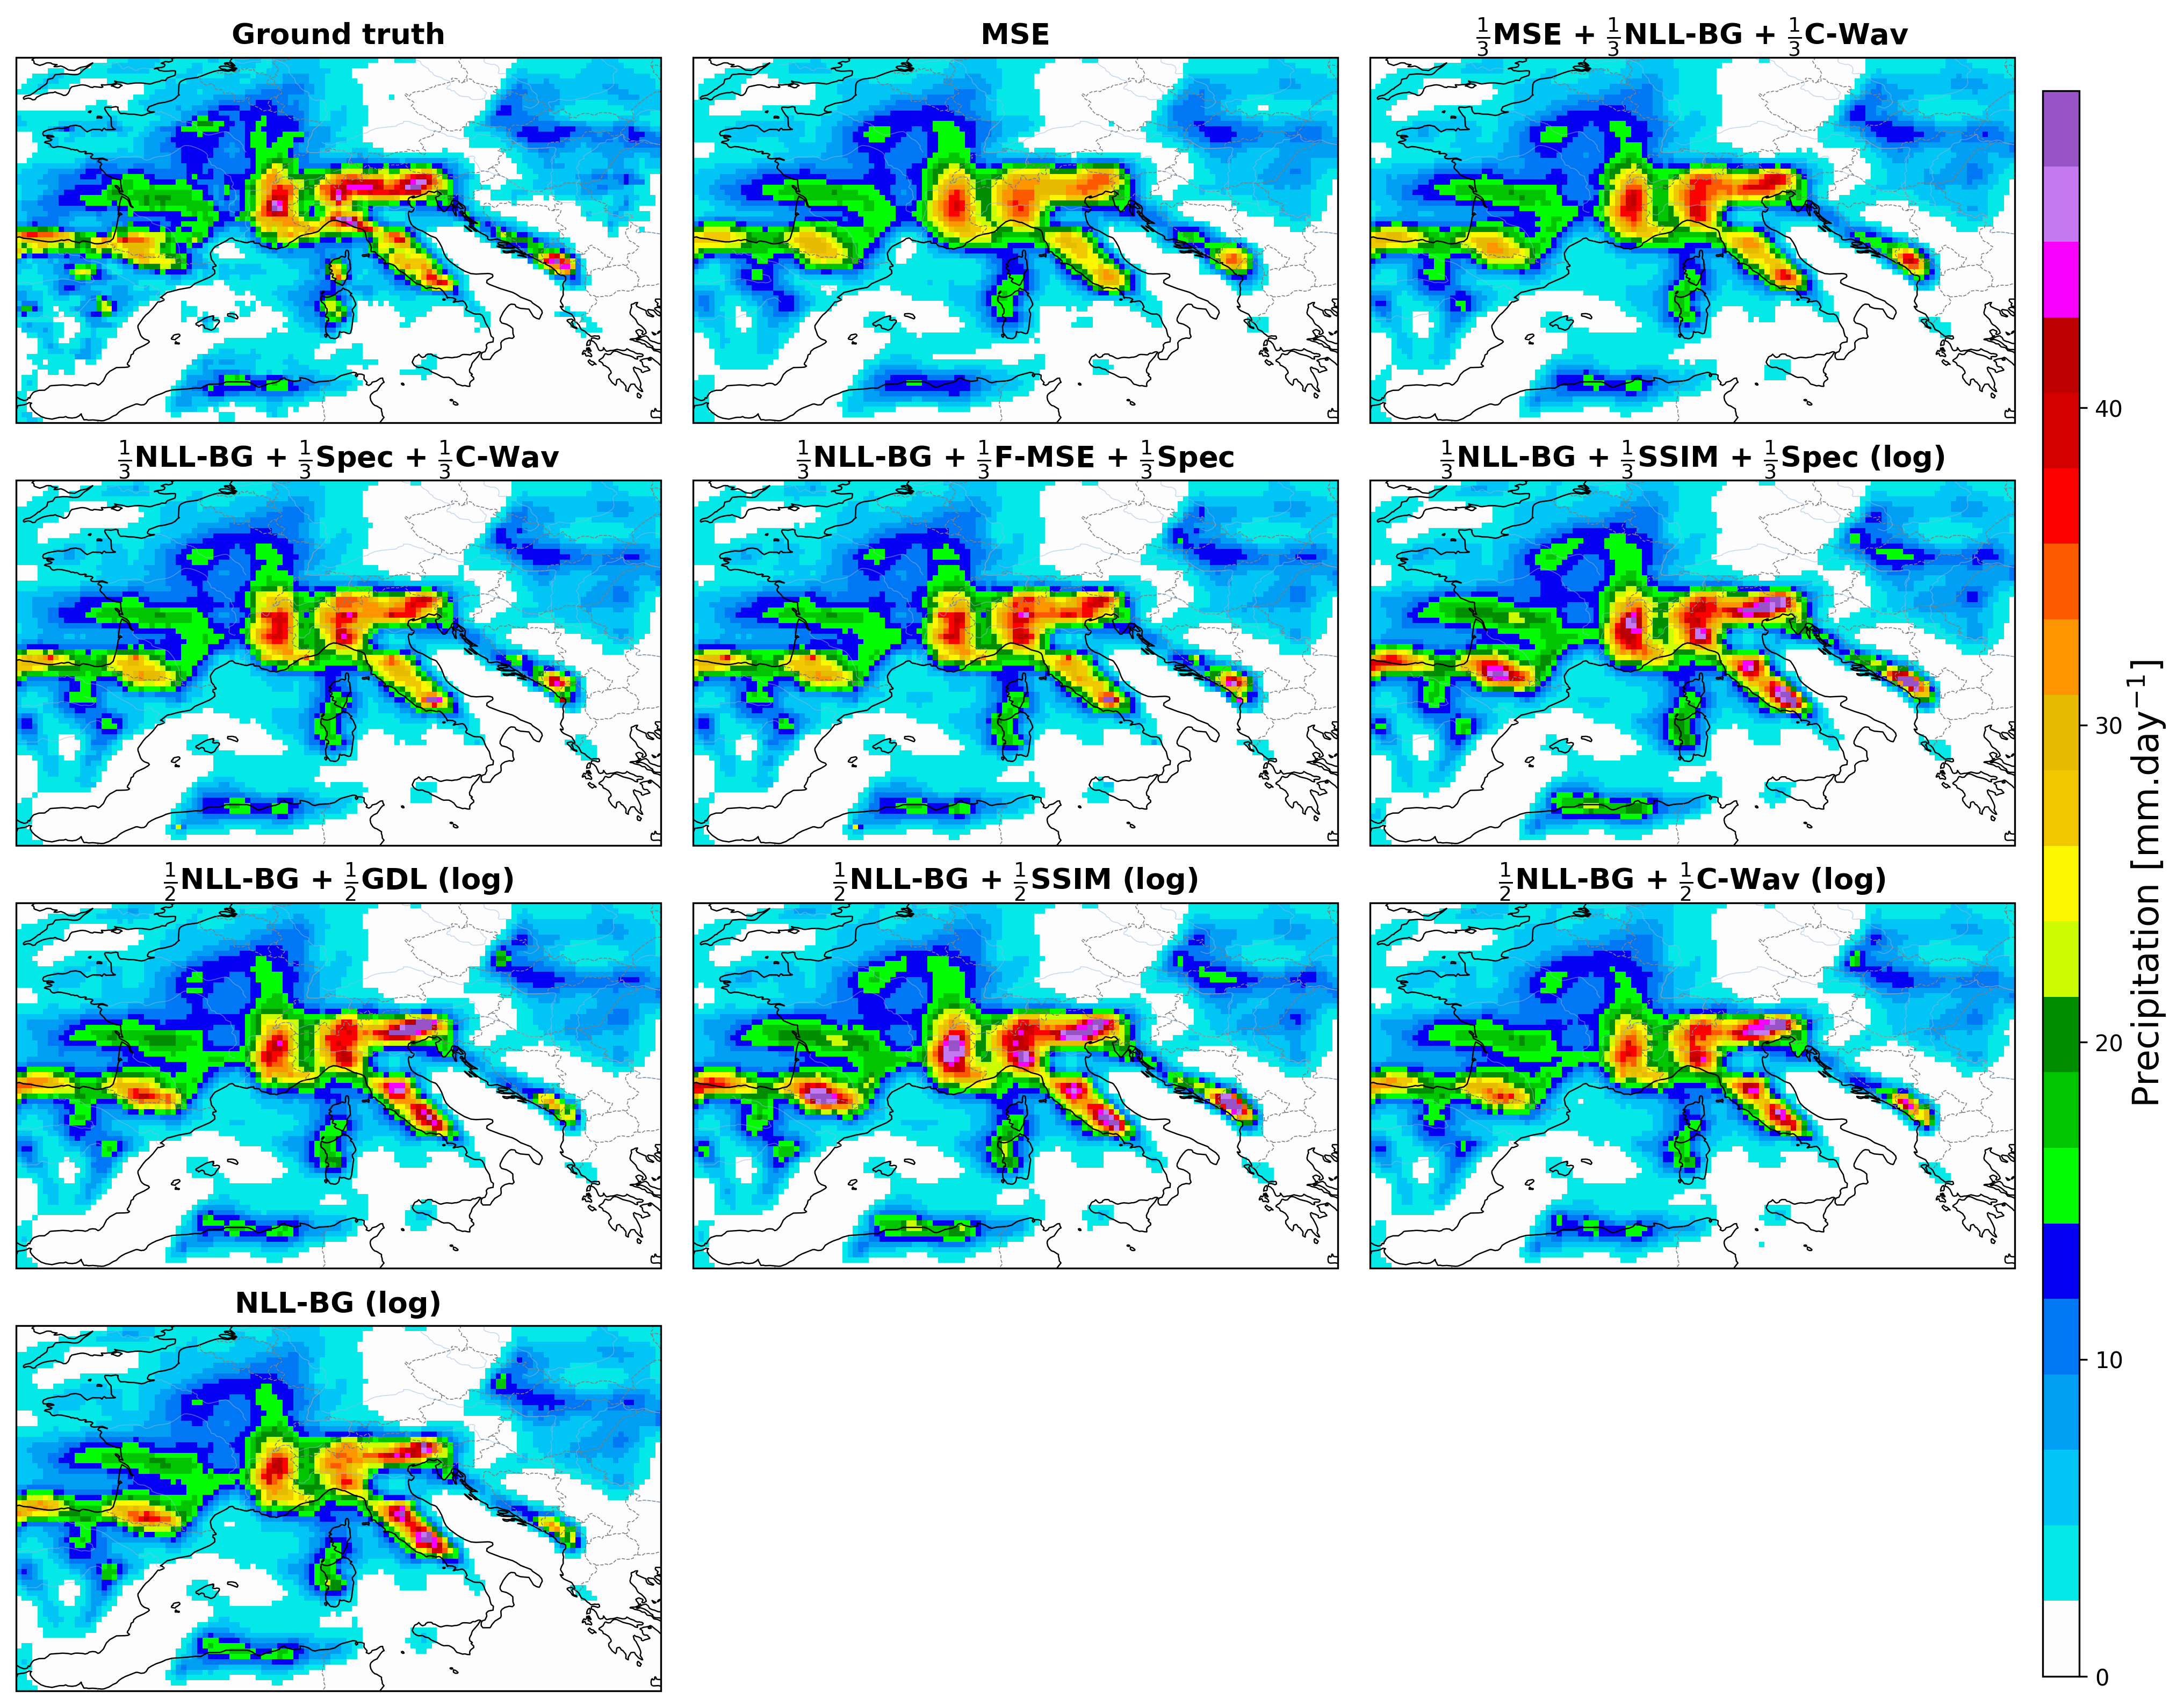 Ground truth
MSE
1/3MSE + 1/3NLL-BG + 1/3C-Wav
1/3NLL-BG + 1/3Spec + 1/3C-Wav
1/3NLL-BG + 1/3F-MSE + 1/3Spec
1/3NLL-BG + 1/3SSIM + 1/3Spec (log)
1/2NLL-BG + 1/2GDL (log)
1/2NLL-BG + 1/2SSIM (log)
1/2NLL-BG + 1/2C-Wav (log)
NLL-BG (log)
40
30
20
10
0
Precipitation [mm.day⁻¹]